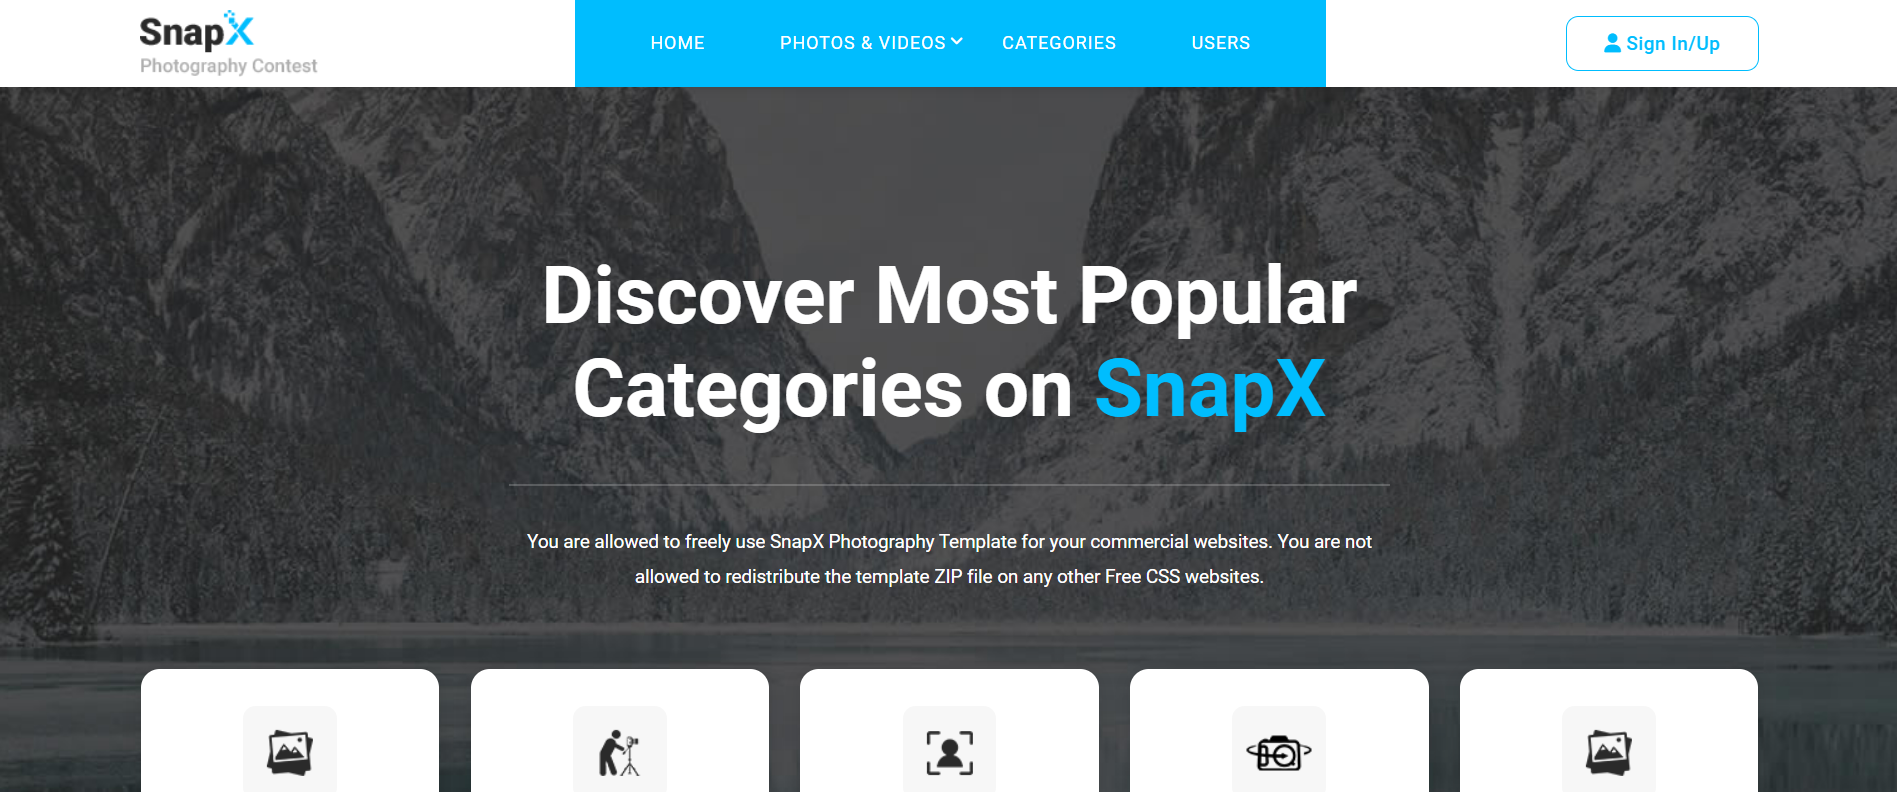 SnapX
Photography Contest
HOME
PHOTOS & VIDEOS
CATEGORIES
USERS
Sign In/Up
Discover Most Popular
Categories on SnapX
You are allowed to freely use SnapX Photography Template for your commercial websites. You are not
allowed to redistribute the template ZIP file on any other Free CSS websites.